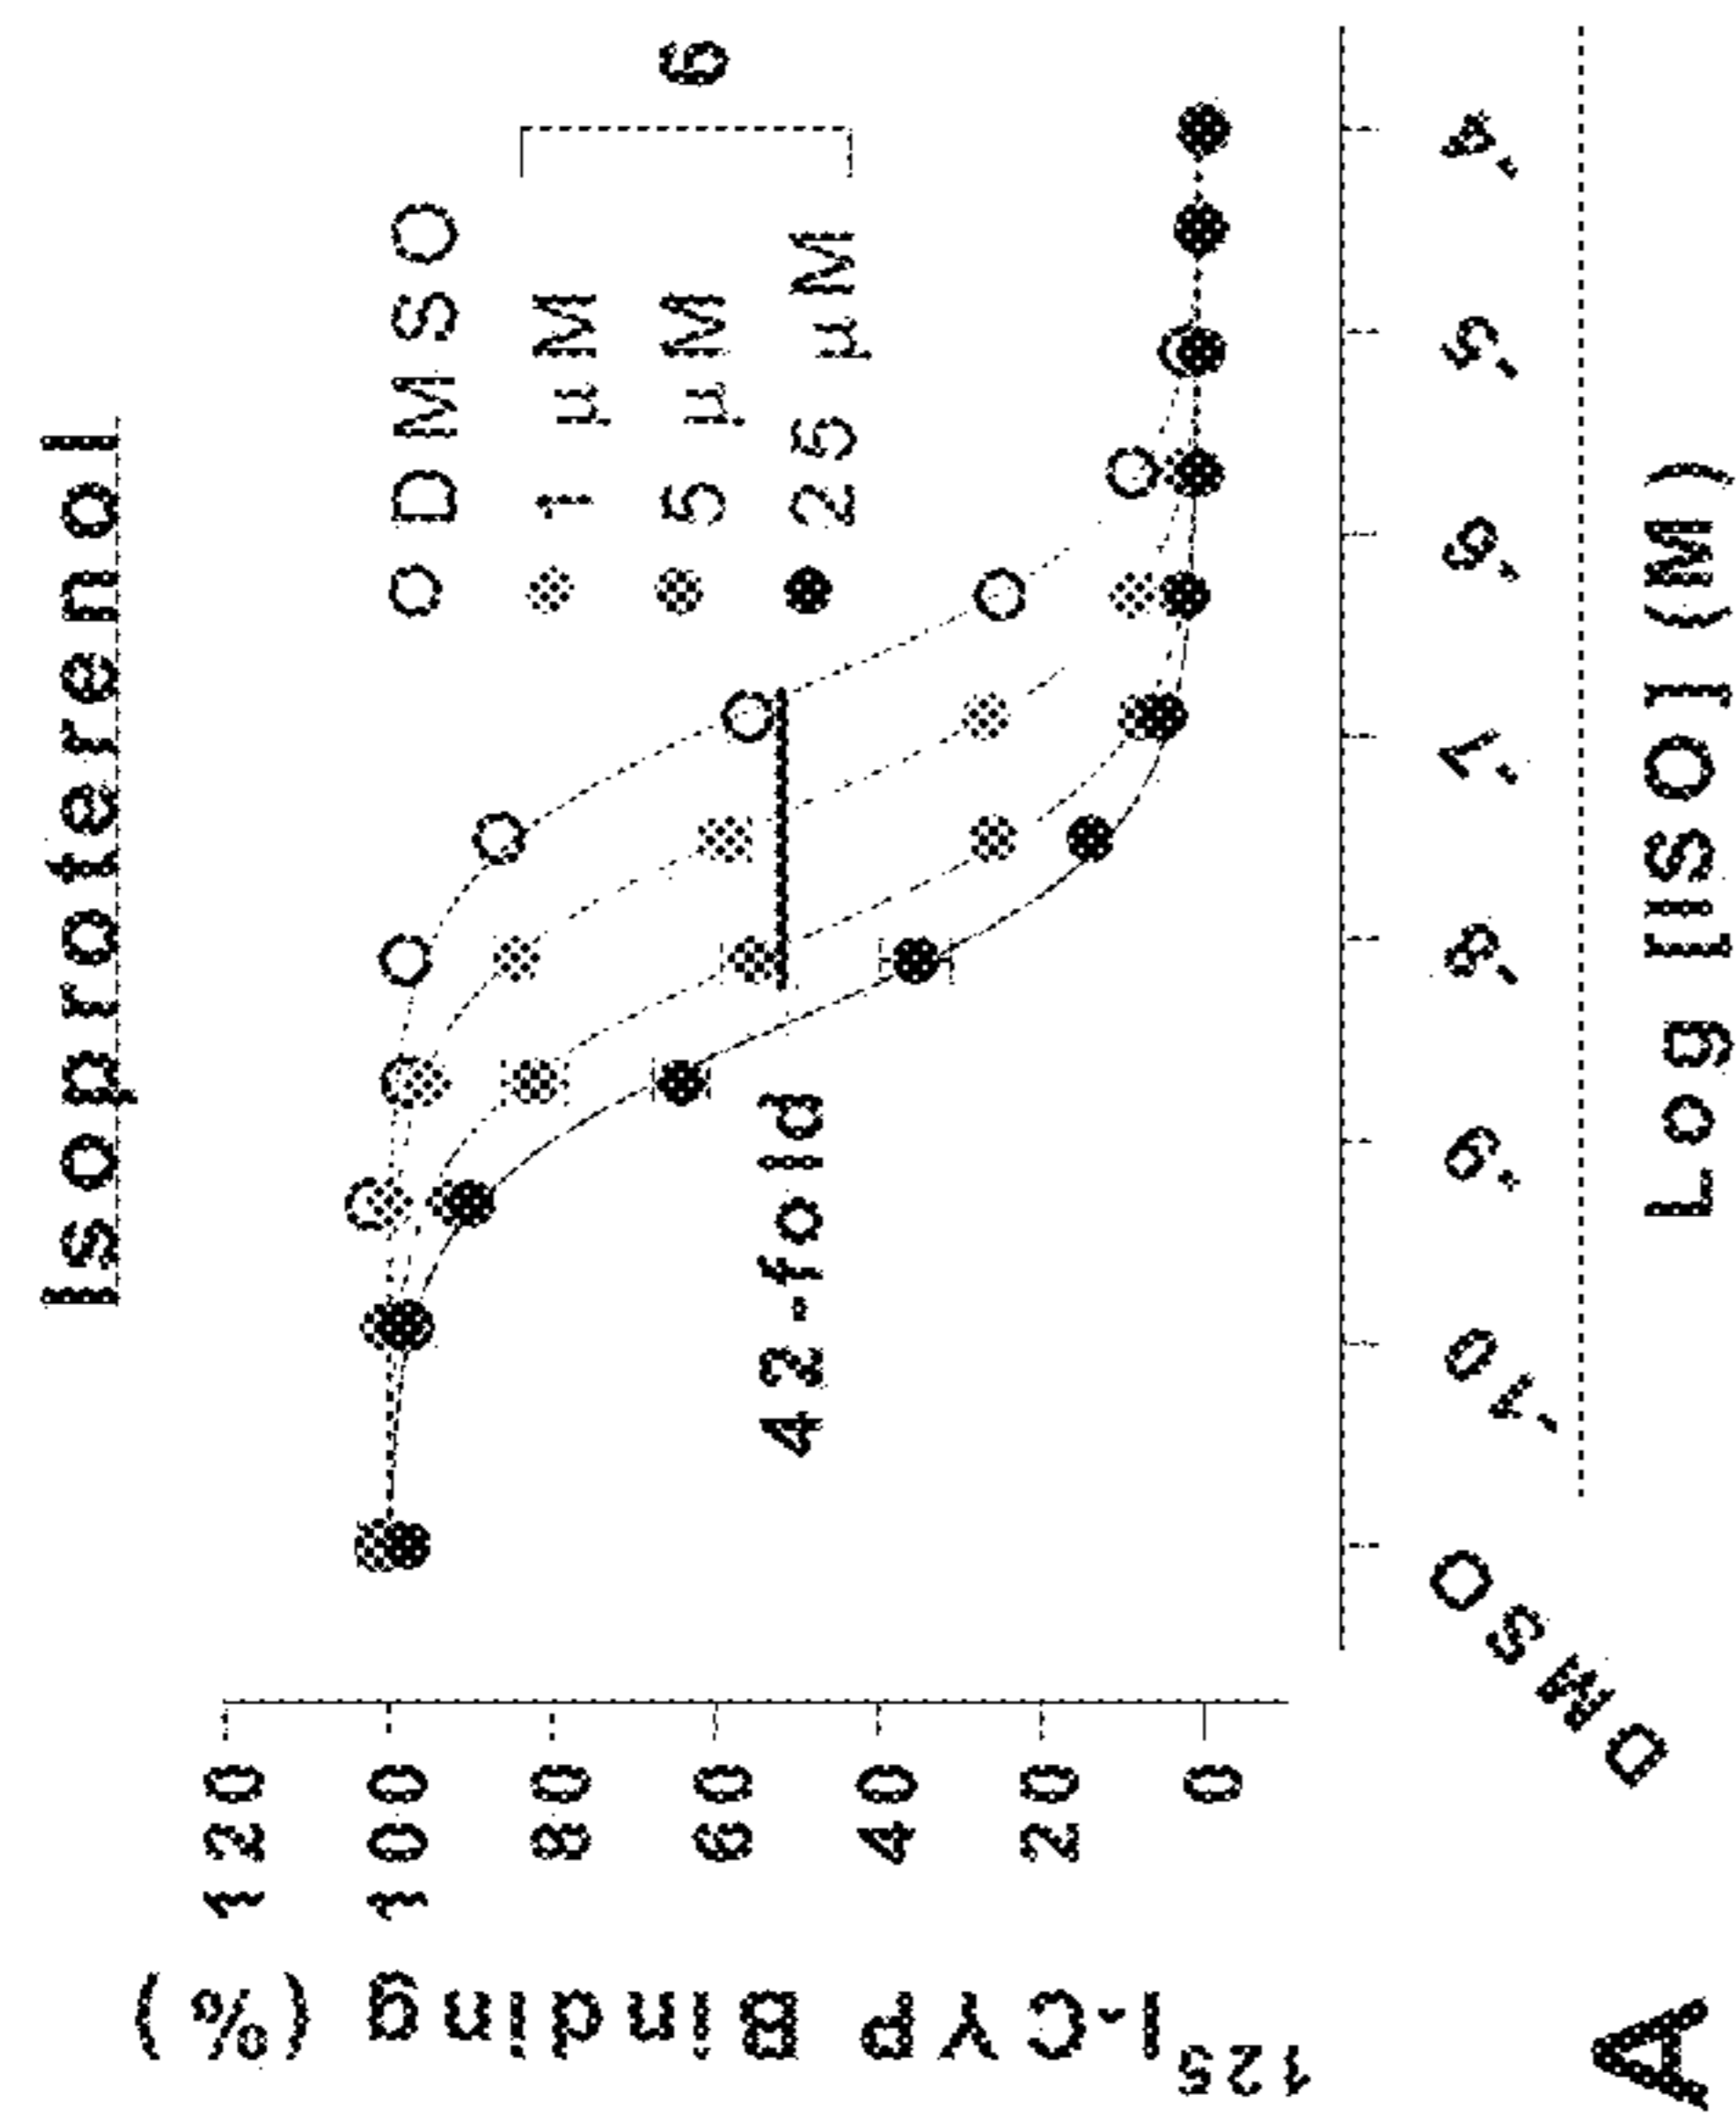 A
Isoproterenol
125I-CYP Binding (%)
120
100
80
60
40
20
0
DMSO
1 µM
5 µM
25 µM
6
42-fold
DMSO
-10
-9
-8
-7
-6
-5
-4
Log [ISO] (M)